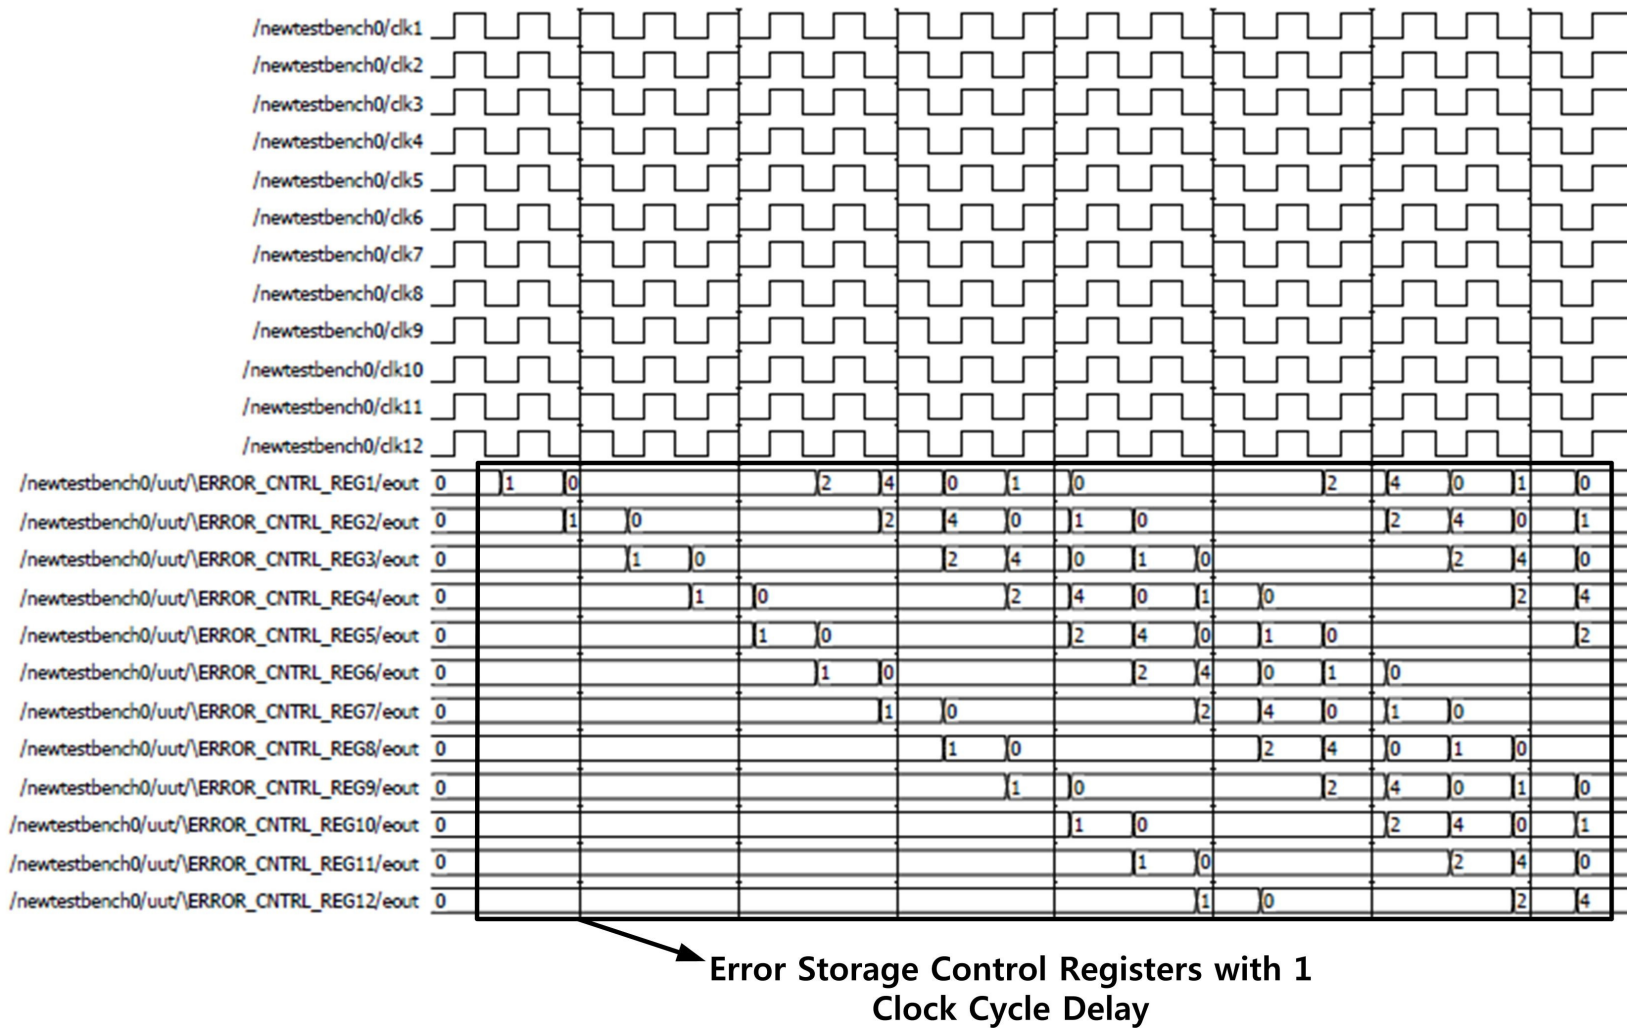 /newtestbench0/clk1
/newtestbench0/clk2
/newtestbench0/clk3
/newtestbench0/clk4
/newtestbench0/clk5
/newtestbench0/clk6
/newtestbench0/clk7
/newtestbench0/clk8
/newtestbench0/clk9
/newtestbench0/clk10
/newtestbench0/clk11
/newtestbench0/clk12
/newtestbench0/uut/\ERROR_CNTRL_REG1/eout 0 1 0 2 4 0 1 0 2 4 0 1 0
/newtestbench0/uut/\ERROR_CNTRL_REG2/eout 0 1 0 2 4 0 1 0 2 4 0 1
/newtestbench0/uut/\ERROR_CNTRL_REG3/eout 0 1 0 2 4 0 1 0 2 4 0
/newtestbench0/uut/\ERROR_CNTRL_REG4/eout 0 1 0 2 4 0 1 0 2 4
/newtestbench0/uut/\ERROR_CNTRL_REG5/eout 0 1 0 2 4 0 1 0 2
/newtestbench0/uut/\ERROR_CNTRL_REG6/eout 0 1 0 2 4 0 1 0
/newtestbench0/uut/\ERROR_CNTRL_REG7/eout 0 1 0 2 4 0 1 0
/newtestbench0/uut/\ERROR_CNTRL_REG8/eout 0 1 0 2 4 0 1 0
/newtestbench0/uut/\ERROR_CNTRL_REG9/eout 0 1 0 2 4 0 1 0
/newtestbench0/uut/\ERROR_CNTRL_REG10/eout 0 1 0 2 4 0 1
/newtestbench0/uut/\ERROR_CNTRL_REG11/eout 0 1 0 2 4 0
/newtestbench0/uut/\ERROR_CNTRL_REG12/eout 0 1 0 2 4
Error Storage Control Registers with 1
Clock Cycle Delay